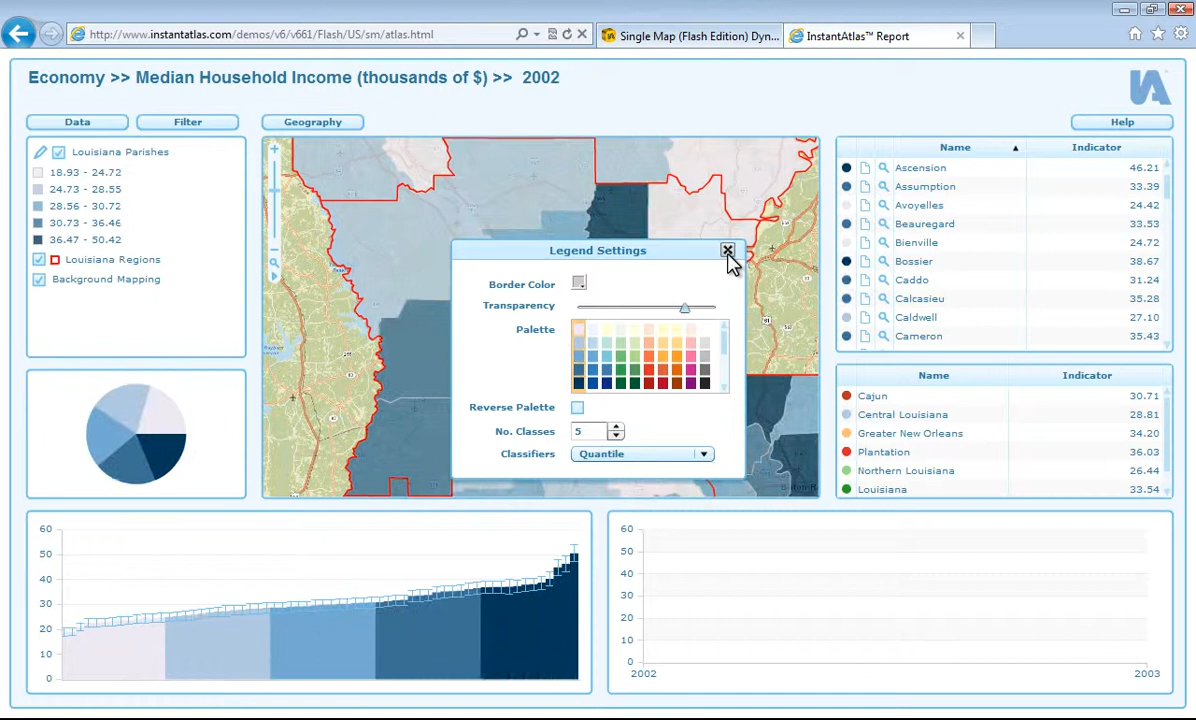 http://www.instantatlas.com/demos/v6/v661/Flash/US/sm/atlas.html
Single Map (Flash Edition) Dyn...
InstantAtlas™ Report
Economy >> Median Household Income (thousands of $) >> 2002
IA
Data
Filter
Geography
Help
Louisiana Parishes
18.93 - 24.72
24.73 - 28.55
28.56 - 30.72
30.73 - 36.46
36.47 - 50.42
Louisiana Regions
Background Mapping
Legend Settings
Border Color
Transparency
Palette
Reverse Palette
No. Classes 5
Classifiers Quantile
Name Indicator
Ascension 46.21
Assumption 33.39
Avoyelles 24.42
Beauregard 33.53
Bienville 24.72
Bossier 38.67
Caddo 31.24
Calcasieu 35.28
Caldwell 27.10
Cameron 35.43
Name Indicator
Cajun 30.71
Central Louisiana 28.81
Greater New Orleans 34.20
Plantation 36.03
Northern Louisiana 26.44
Louisiana 33.54
60
50
40
30
20
10
0
60
50
40
30
20
10
0
2002 2003